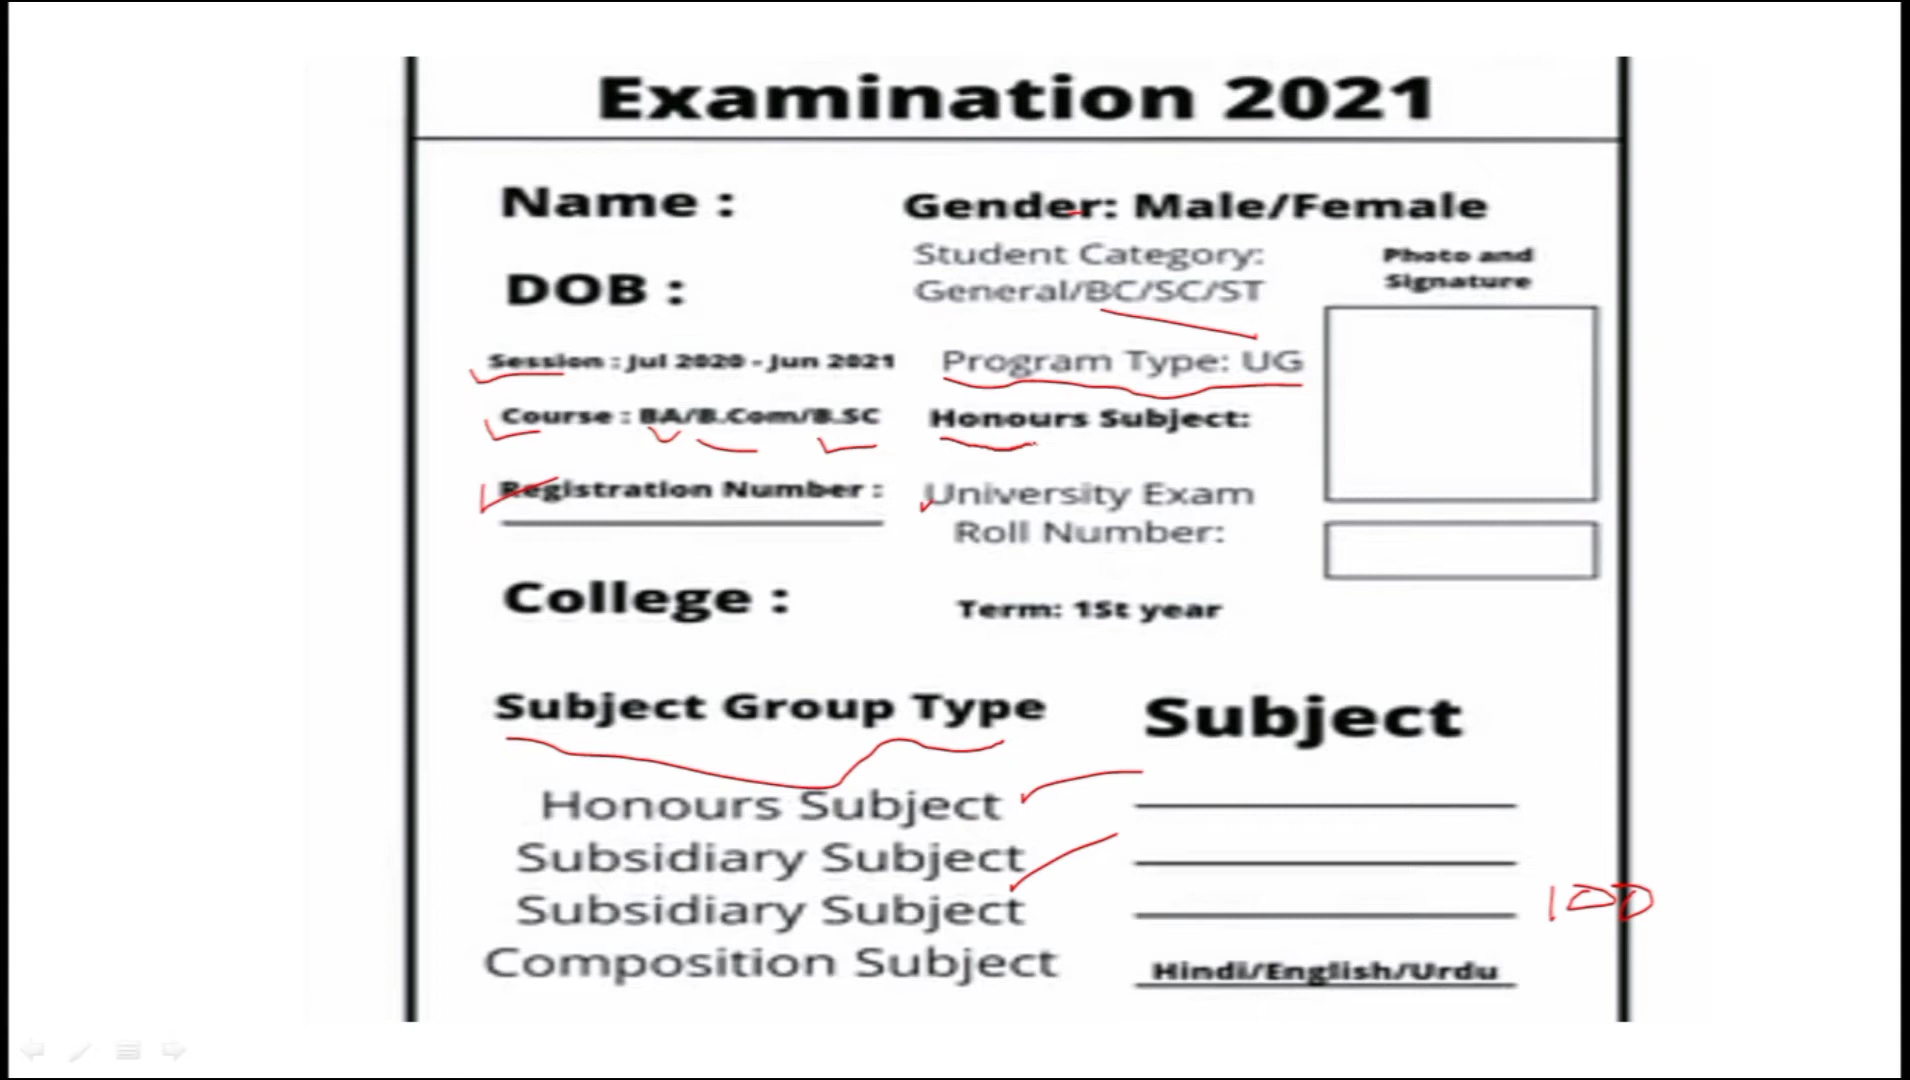 Examination 2021
Name :
Gender: Male/Female
Student Category:
General/BC/SC/ST
Photo and
Signature
DOB :
Session : Jul 2020 - Jun 2021
Program Type: UG
Course : BA/B.Com/B.SC
Honours Subject:
Registration Number :
University Exam
Roll Number:
College :
Term: 1St year
Subject Group Type
Subject
Honours Subject
Subsidiary Subject
Subsidiary Subject
100
Composition Subject
Hindi/English/Urdu